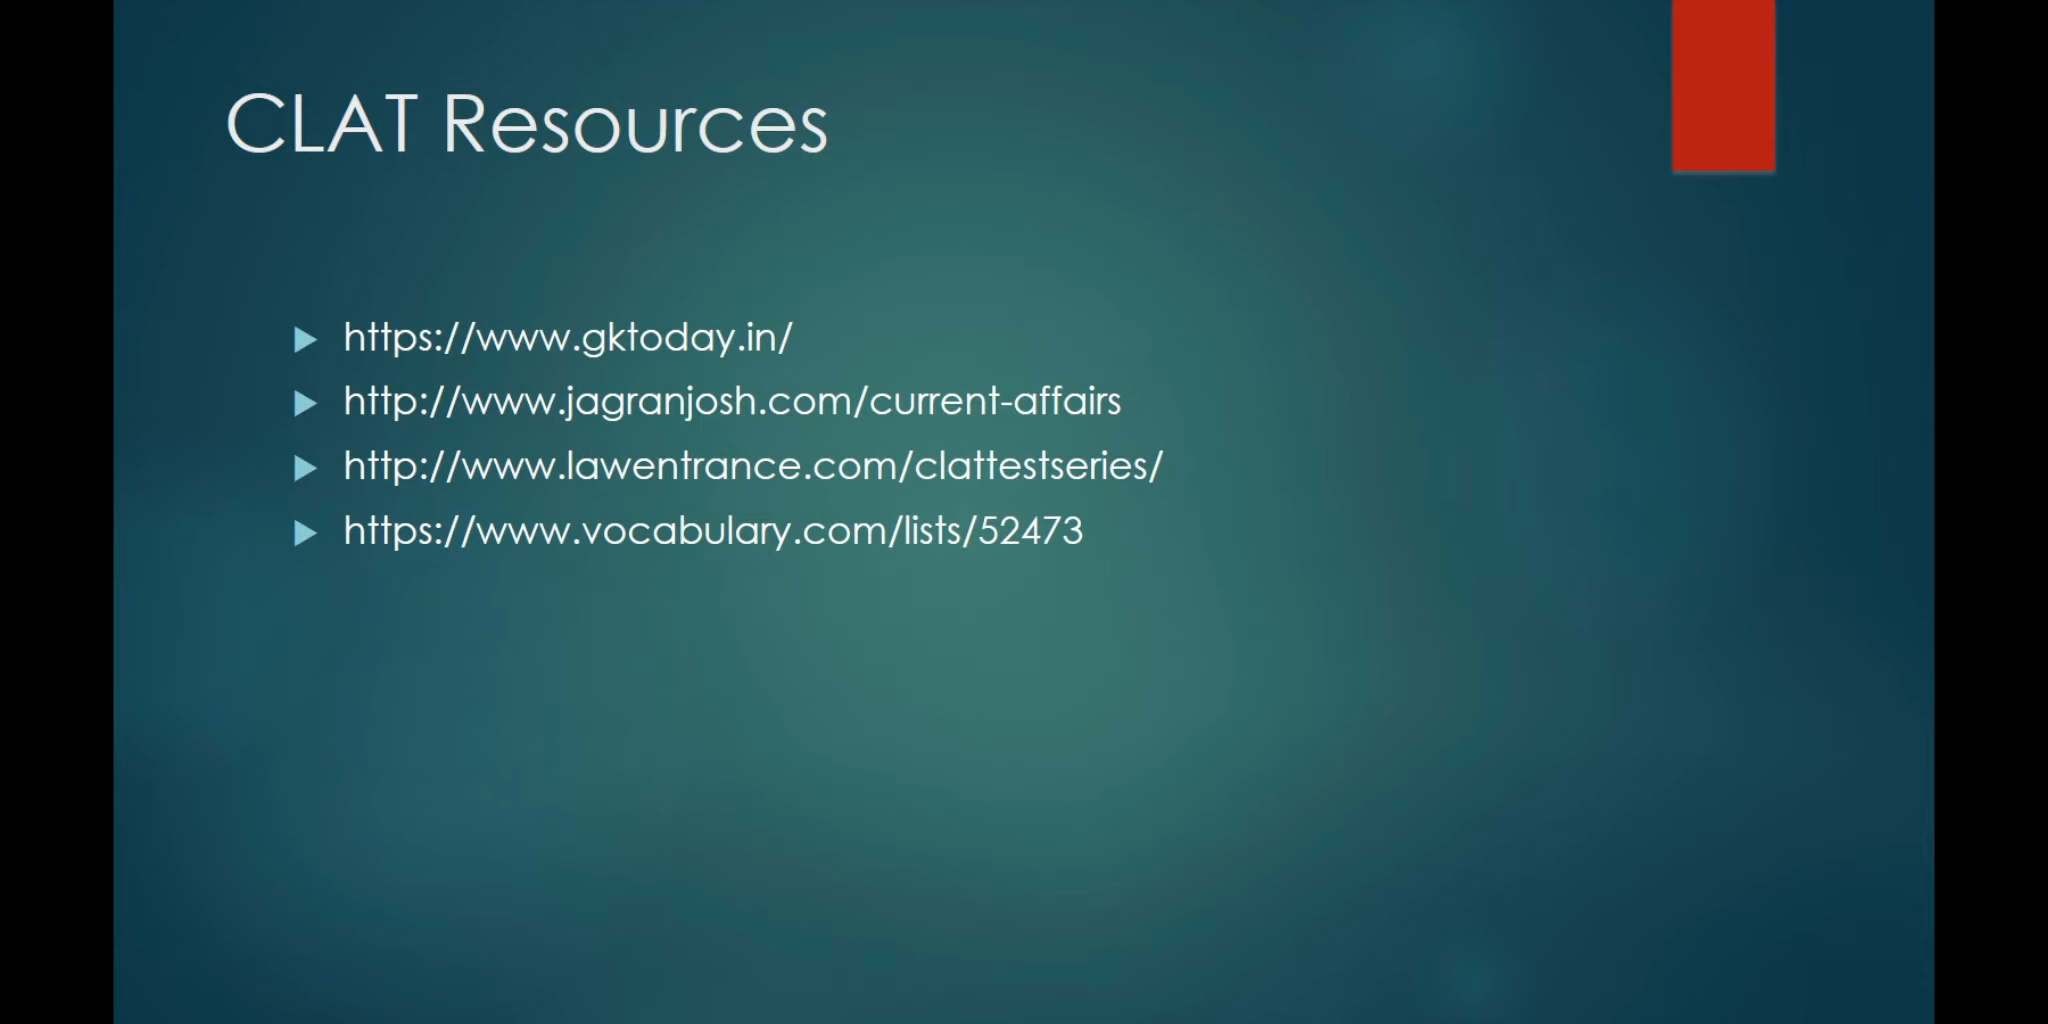 CLAT Resources
https://www.gktoday.in/
http://www.jagranjosh.com/current-affairs
http://www.lawentrance.com/clattestseries/
https://www.vocabulary.com/lists/52473